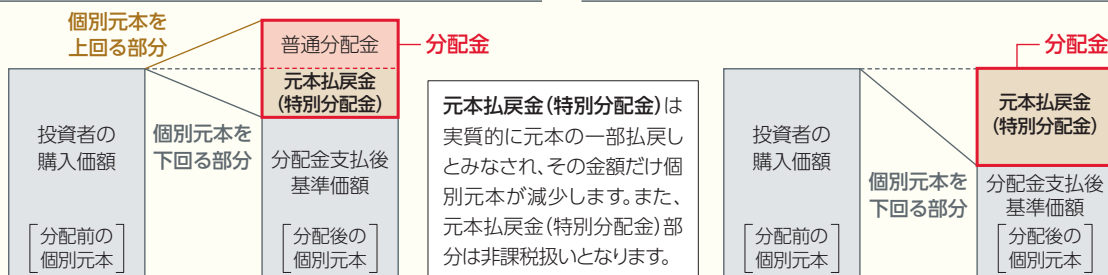 個別元本を
上回る部分
普通分配金
分配金
元本払戻金
(特別分配金)
投資者の
購入価額
個別元本を
下回る部分
分配金支払後
基準価額
分配前の
個別元本
分配後の
個別元本
元本払戻金(特別分配金)は
実質的に元本の一部払戻し
とみなされ、その金額だけ個
別元本が減少します。また、
元本払戻金(特別分配金)部
分は非課税扱いとなります。
分配金
元本払戻金
(特別分配金)
投資者の
購入価額
個別元本を
下回る部分
分配金支払後
基準価額
分配前の
個別元本
分配後の
個別元本